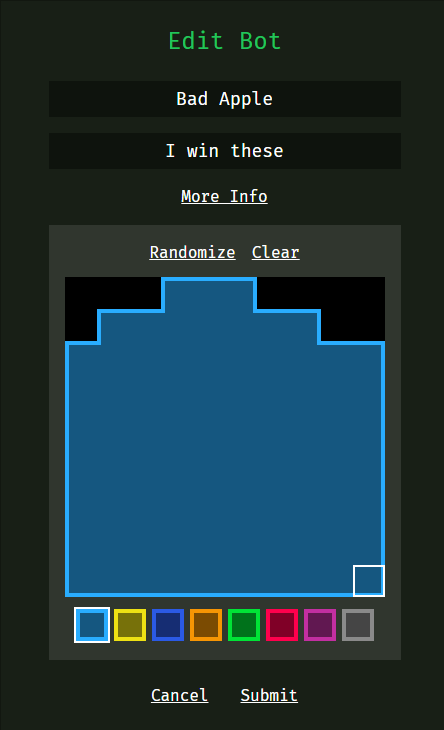 Edit Bot
Bad Apple
I win these
More Info
Randomize Clear
Cancel Submit